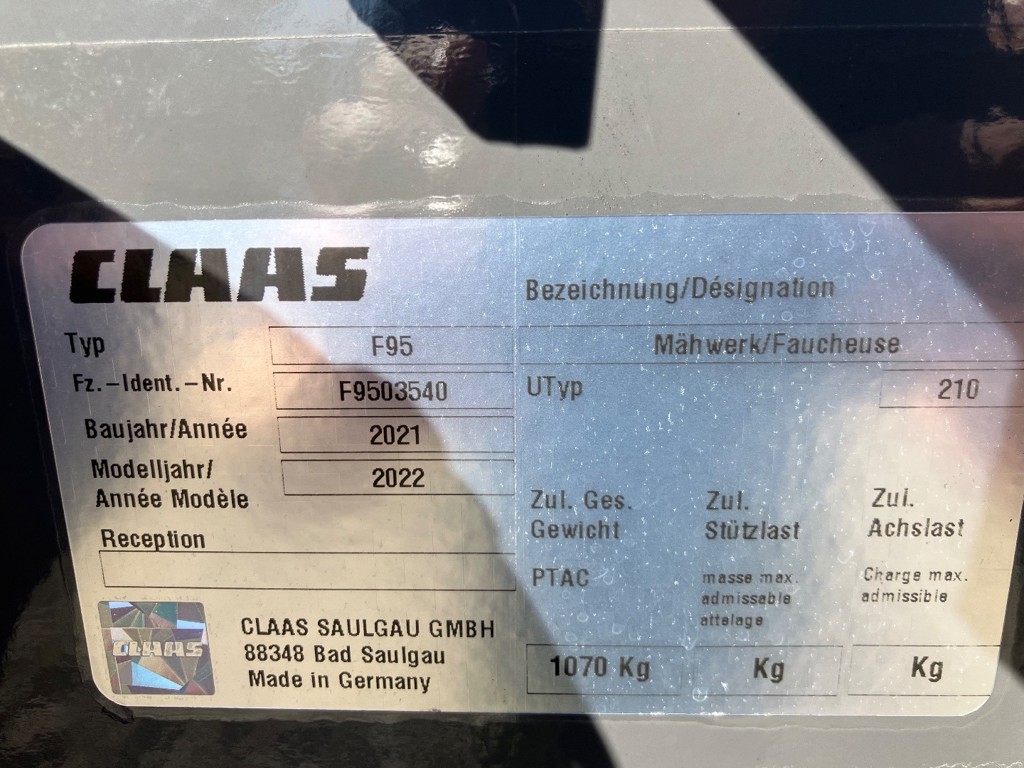 CLAAS
Bezeichnung/Désignation
Typ F95 Mähwerk/Faucheuse
Fz.-Ident.-Nr. F9503540 UTyp 210
Baujahr/Année 2021
Modelljahr/
Année Modèle 2022
Reception
Zul. Ges. Zul. Zul.
Gewicht Stützlast Achslast
PTAC masse max. Charge max.
admissable admissible
attelage
1070 Kg Kg Kg
CLAAS
CLAAS SAULGAU GMBH
88348 Bad Saulgau
Made in Germany